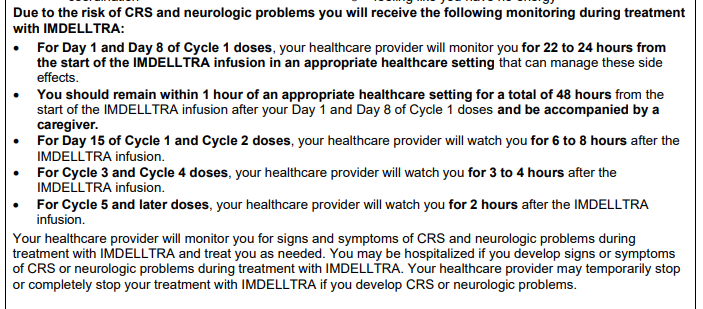 Due to the risk of CRS and neurologic problems you will receive the following monitoring during treatment
with IMDELLTRA:
• For Day 1 and Day 8 of Cycle 1 doses, your healthcare provider will monitor you for 22 to 24 hours from
the start of the IMDELLTRA infusion in an appropriate healthcare setting that can manage these side
effects.
• You should remain within 1 hour of an appropriate healthcare setting for a total of 48 hours from the
start of the IMDELLTRA infusion after your Day 1 and Day 8 of Cycle 1 doses and be accompanied by a
caregiver.
• For Day 15 of Cycle 1 and Cycle 2 doses, your healthcare provider will watch you for 6 to 8 hours after the
IMDELLTRA infusion.
• For Cycle 3 and Cycle 4 doses, your healthcare provider will watch you for 3 to 4 hours after the
IMDELLTRA infusion.
• For Cycle 5 and later doses, your healthcare provider will watch you for 2 hours after the IMDELLTRA
infusion.
Your healthcare provider will monitor you for signs and symptoms of CRS and neurologic problems during
treatment with IMDELLTRA and treat you as needed. You may be hospitalized if you develop signs or symptoms
of CRS or neurologic problems during treatment with IMDELLTRA. Your healthcare provider may temporarily stop
or completely stop your treatment with IMDELLTRA if you develop CRS or neurologic problems.